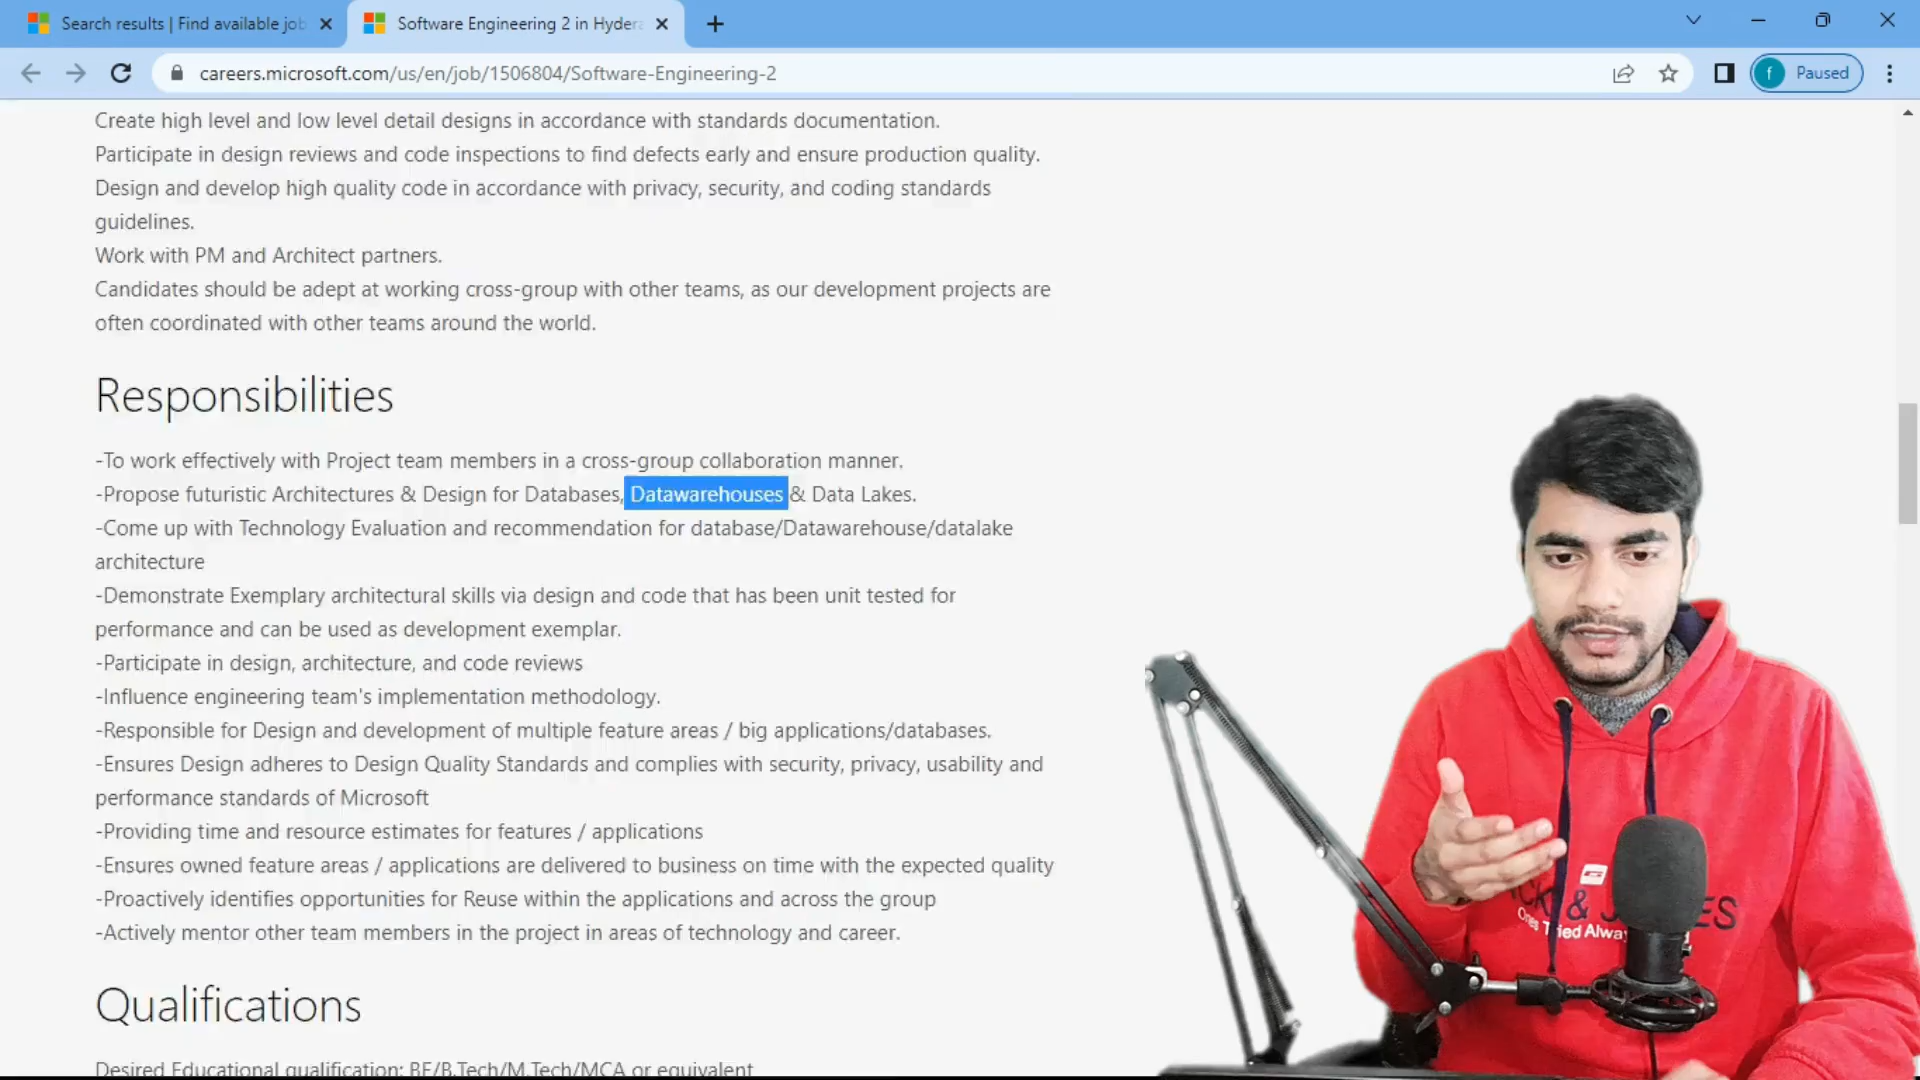 Search results | Find available job
Software Engineering 2 in Hydera
careers.microsoft.com/us/en/job/1506804/Software-Engineering-2
f
Paused
Create high level and low level detail designs in accordance with standards documentation.
Participate in design reviews and code inspections to find defects early and ensure production quality.
Design and develop high quality code in accordance with privacy, security, and coding standards
guidelines.
Work with PM and Architect partners.
Candidates should be adept at working cross-group with other teams, as our development projects are
often coordinated with other teams around the world.
Responsibilities
-To work effectively with Project team members in a cross-group collaboration manner.
-Propose futuristic Architectures & Design for Databases, Datawarehouses & Data Lakes.
-Come up with Technology Evaluation and recommendation for database/Datawarehouse/datalake
architecture
-Demonstrate Exemplary architectural skills via design and code that has been unit tested for
performance and can be used as development exemplar.
-Participate in design, architecture, and code reviews
-Influence engineering team's implementation methodology.
-Responsible for Design and development of multiple feature areas / big applications/databases.
-Ensures Design adheres to Design Quality Standards and complies with security, privacy, usability and
performance standards of Microsoft
-Providing time and resource estimates for features / applications
-Ensures owned feature areas / applications are delivered to business on time with the expected quality
-Proactively identifies opportunities for Reuse within the applications and across the group
-Actively mentor other team members in the project in areas of technology and career.
Qualifications
Desired Educational qualification: BE/B.Tech/M.Tech/MCA or equivalent